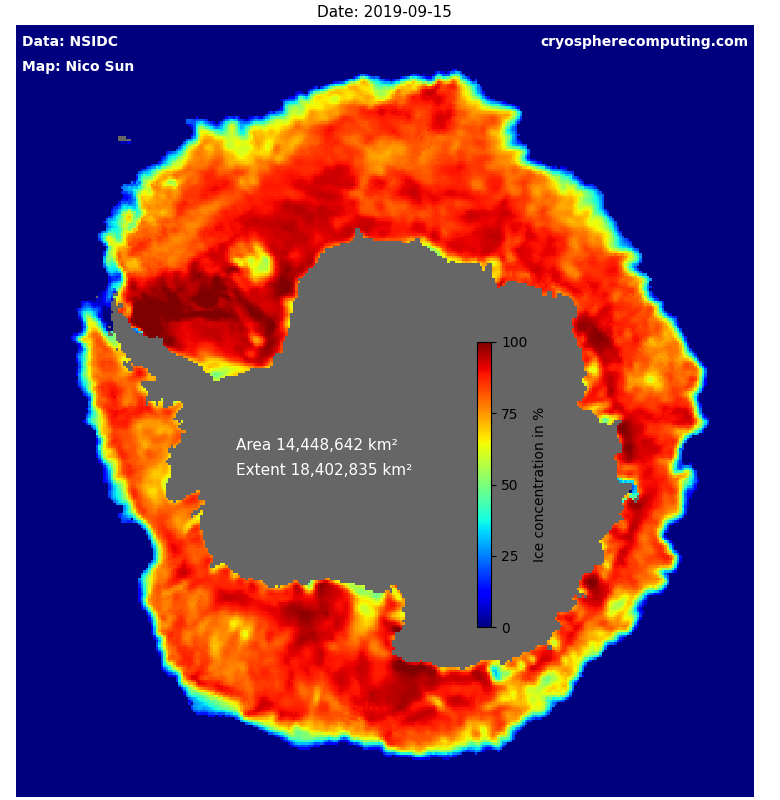 Date: 2019-09-15
Data: NSIDC
cryospherecomputing.com
Map: Nico Sun
100
75
50
25
0
Ice concentration in %
Area 14,448,642 km²
Extent 18,402,835 km²